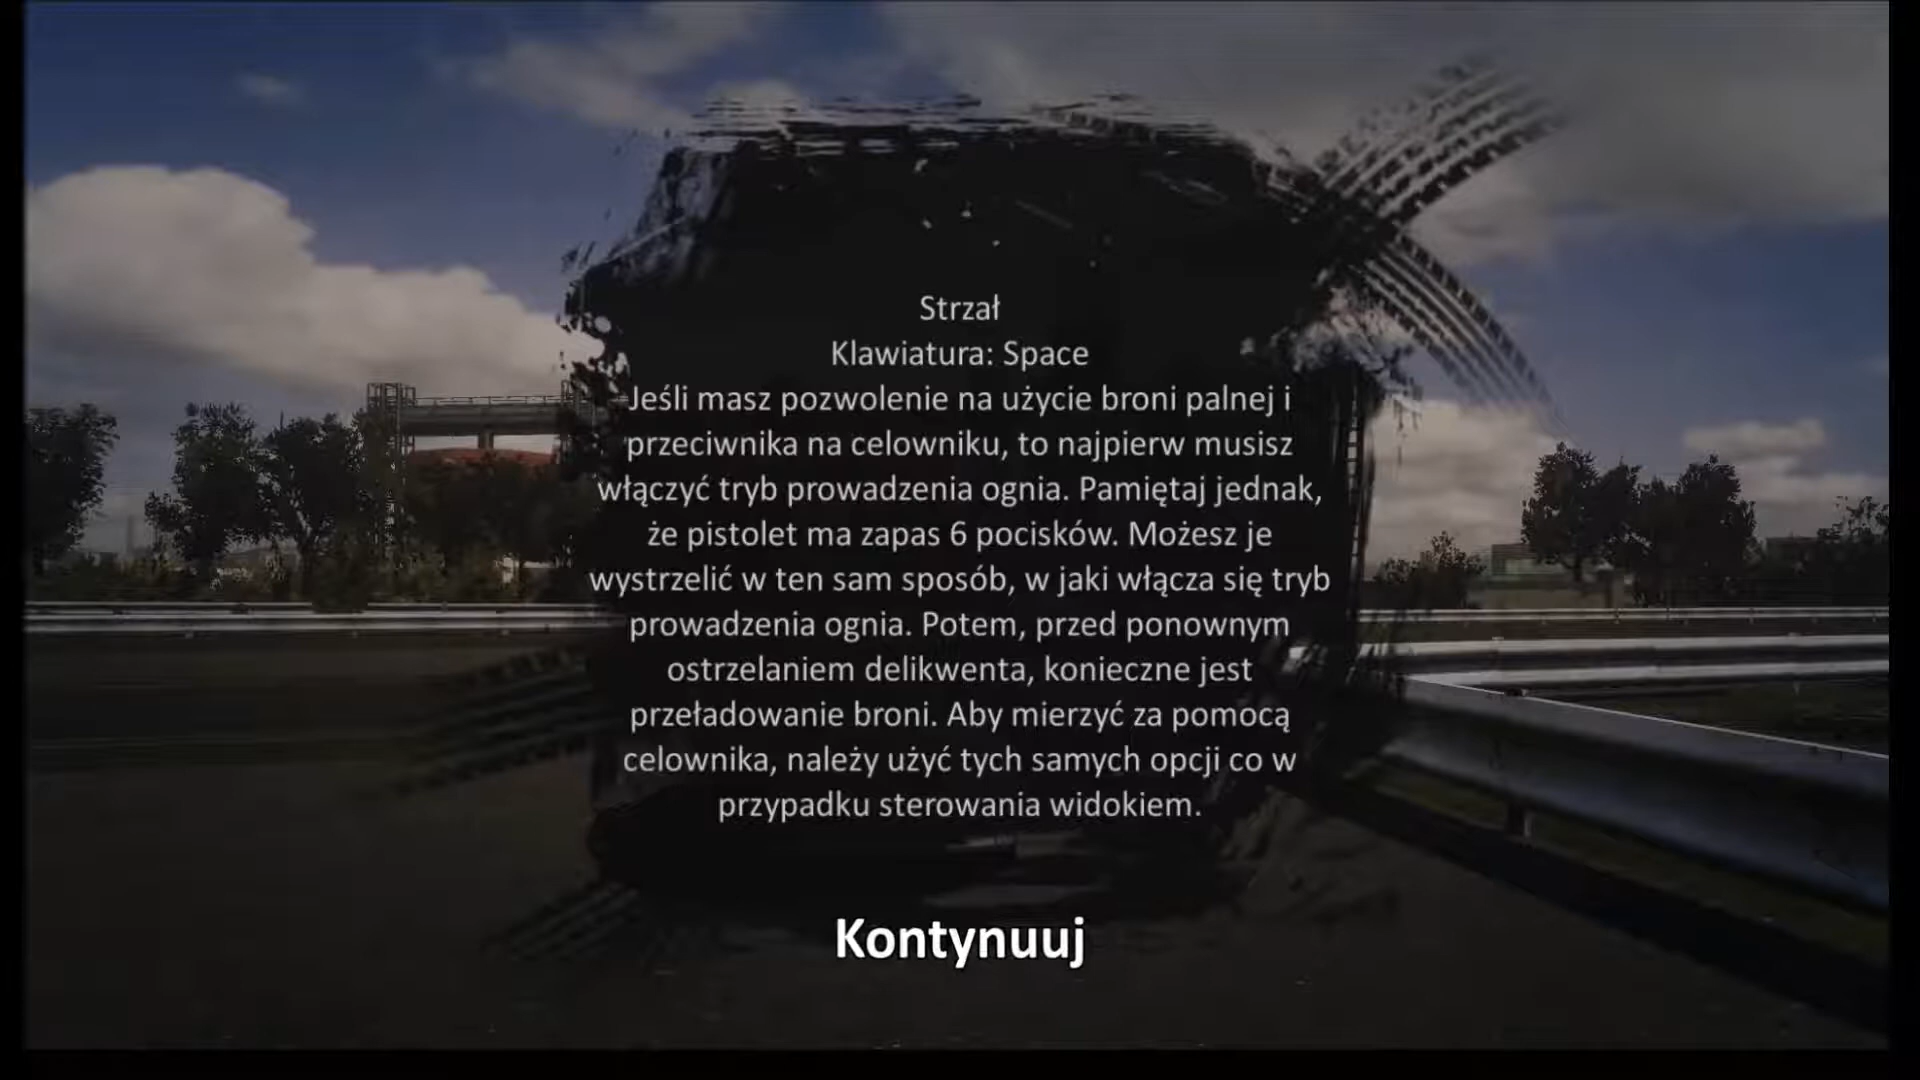 Strzał
Klawiatura: Space
Jeśli masz pozwolenie na użycie broni palnej i
przeciwnika na celowniku, to najpierw musisz
włączyć tryb prowadzenia ognia. Pamiętaj jednak,
że pistolet ma zapas 6 pocisków. Możesz je
wystrzelić w ten sam sposób, w jaki włącza się tryb
prowadzenia ognia. Potem, przed ponownym
ostrzelaniem delikwenta, konieczne jest
przeładowanie broni. Aby mierzyć za pomocą
celownika, należy użyć tych samych opcji co w
przypadku sterowania widokiem.
Kontynuuj